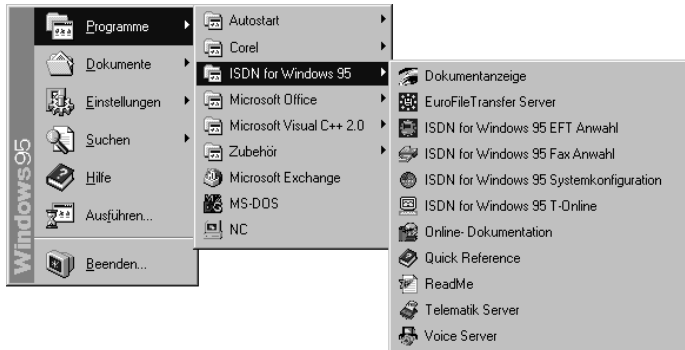 Programme
Dokumente
Einstellungen
Suchen
Hilfe
Ausführen...
Beenden...
Windows95
Autostart
Corel
ISDN for Windows 95
Microsoft Office
Microsoft Visual C++ 2.0
Zubehör
Microsoft Exchange
MS-DOS
NC
Dokumentanzeige
EuroFileTransfer Server
ISDN for Windows 95 EFT Anwahl
ISDN for Windows 95 Fax Anwahl
ISDN for Windows 95 Systemkonfiguration
ISDN for Windows 95 T-Online
Online- Dokumentation
Quick Reference
ReadMe
Telematik Server
Voice Server